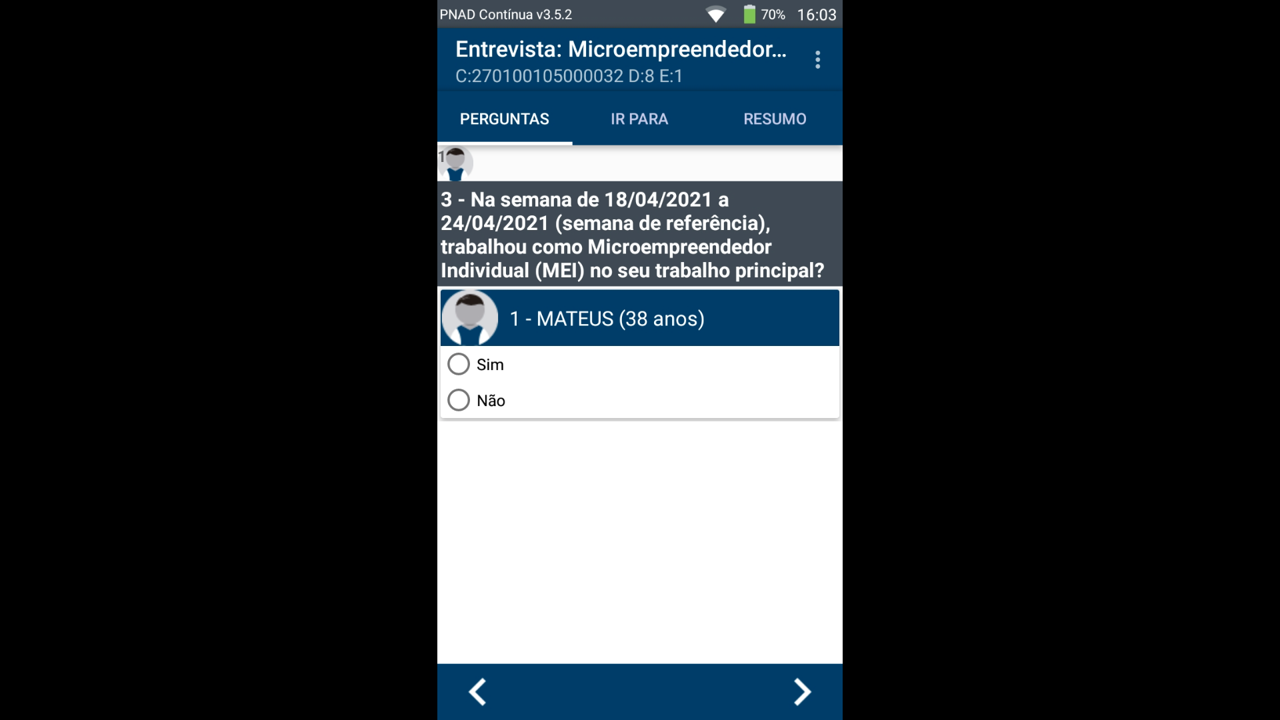 PNAD Contínua v3.5.2 70% 16:03
Entrevista: Microempreendedor...
C:270100105000032 D:8 E:1
PERGUNTAS IR PARA RESUMO
1
3 - Na semana de 18/04/2021 a
24/04/2021 (semana de referência),
trabalhou como Microempreendedor
Individual (MEI) no seu trabalho principal?
1 - MATEUS (38 anos)
Sim
Não